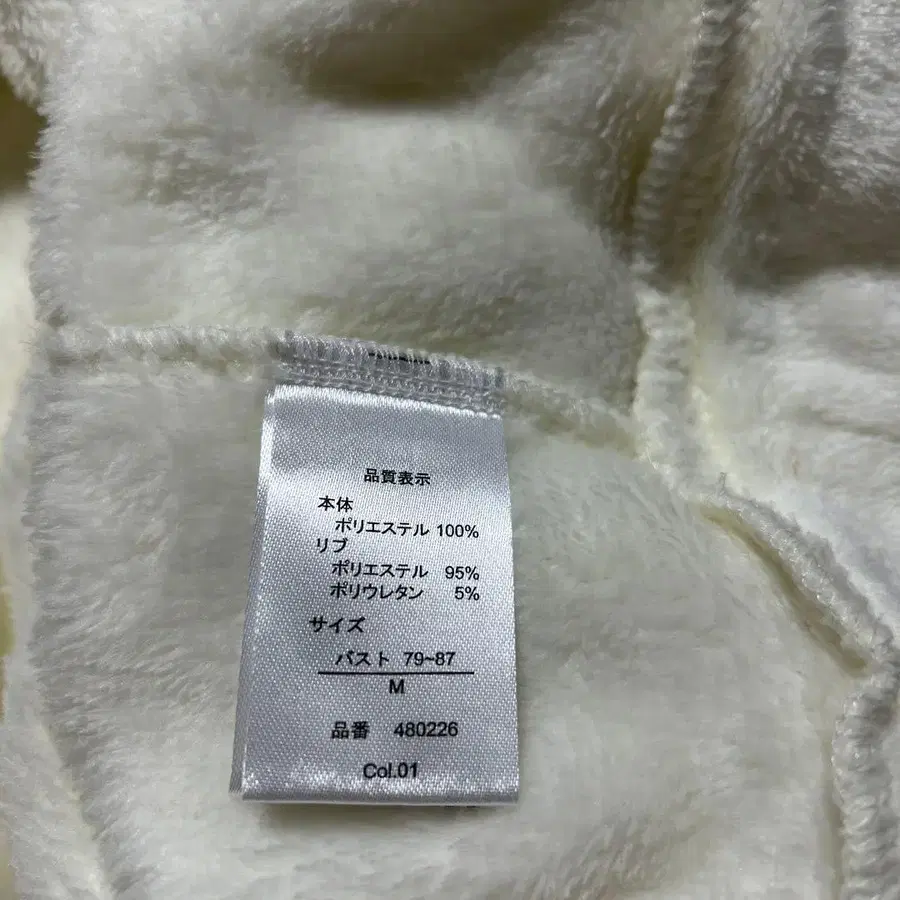 品質表示
本体
ポリエステル 100%
リブ
ポリエステル 95%
ポリウレタン 5%
サイズ
バスト 79~87
M
品番 480226
Col.01